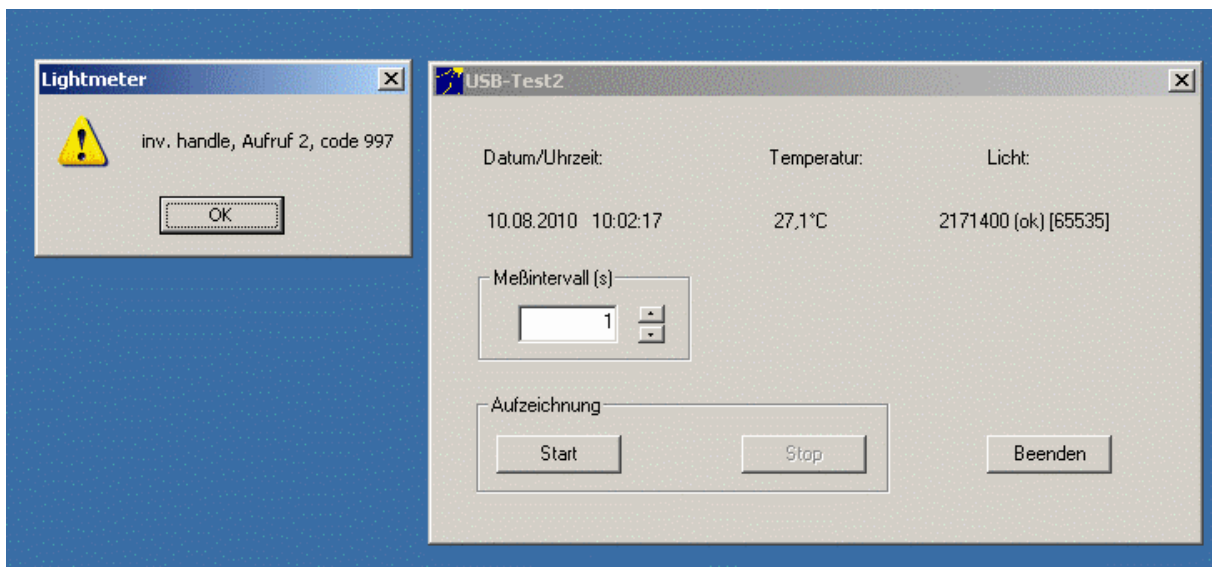 Lightmeter
inv. handle, Aufruf 2, code 997
OK
USB-Test2
Datum/Uhrzeit: Temperatur: Licht:
10.08.2010 10:02:17 27,1°C 2171400 (ok) [65535]
Meßintervall (s)
1
Aufzeichnung
Start Stop Beenden